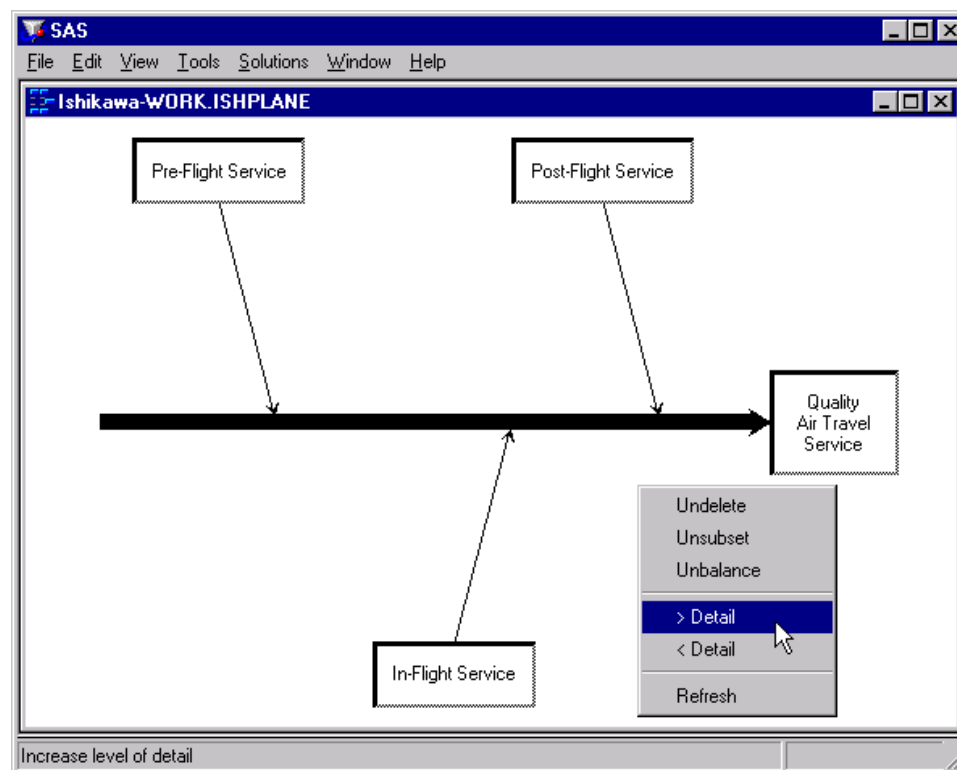 SAS
File Edit View Tools Solutions Window Help
Ishikawa-WORK.ISHPLANE
Pre-Flight Service
Post-Flight Service
Quality
Air Travel
Service
Undelete
Unsubset
Unbalance
> Detail
< Detail
Refresh
In-Flight Service
Increase level of detail